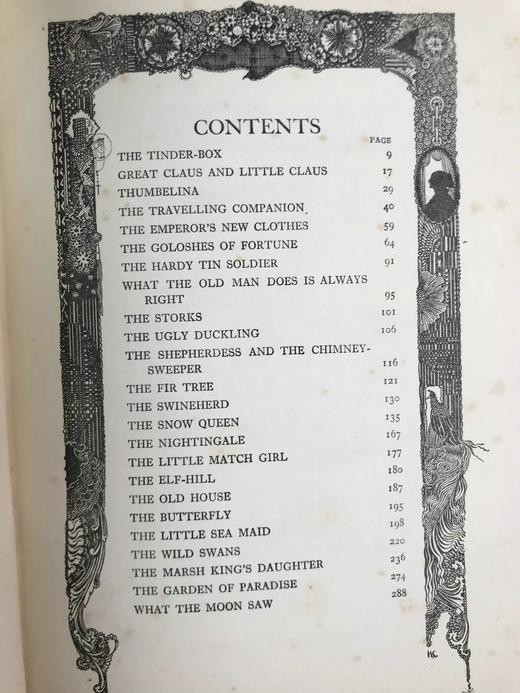 CONTENTS
PAGE
THE TINDER-BOX 9
GREAT CLAUS AND LITTLE CLAUS 17
THUMBELINA 29
THE TRAVELLING COMPANION. 40
THE EMPEROR'S NEW CLOTHES 59
THE GOLOSHES OF FORTUNE 64
THE HARDY TIN SOLDIER 91
WHAT THE OLD MAN DOES IS ALWAYS
RIGHT 95
THE STORKS 101
THE UGLY DUCKLING 106
THE SHEPHERDESS AND THE CHIMNEY-
SWEEPER 116
THE FIR TREE 121
THE SWINEHERD 130
THE SNOW QUEEN 135
THE NIGHTINGALE 167
THE LITTLE MATCH GIRL 177
THE ELF-HILL 180
THE OLD HOUSE 187
THE BUTTERFLY 195
THE LITTLE SEA MAID 198
THE WILD SWANS 220
THE MARSH KING'S DAUGHTER 236
THE GARDEN OF PARADISE 274
WHAT THE MOON SAW 288